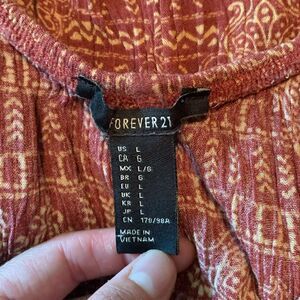 FOREVER 21
US L
CA G
MX L/G
BR G
EU L
UK L
KR L
JP L
CN 170/98A
MADE IN
VIETNAM